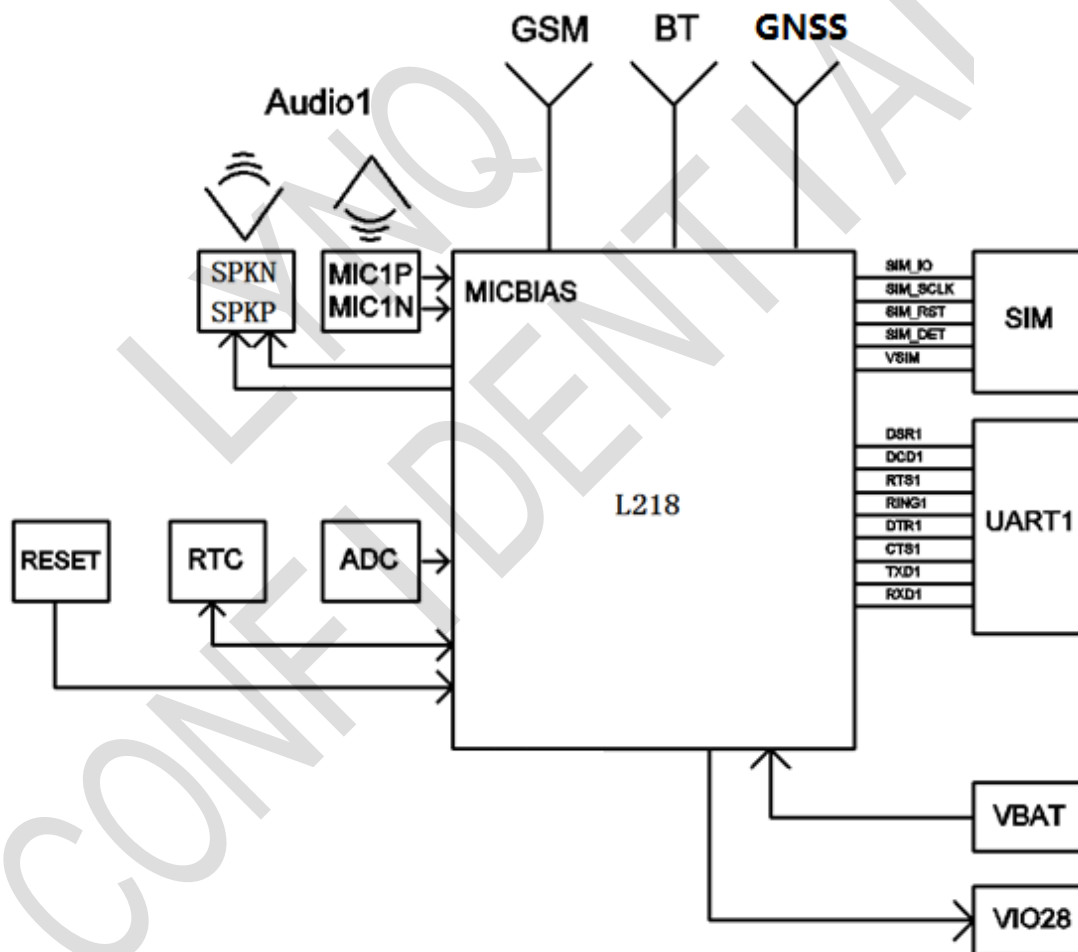 GSM BT GNSS
Audio1
SPKN
SPKP
MIC1P
MIC1N
MICBIAS
SIM_IO
SIM_SCLK
SIM_RST
SIM_DET
VSIM
SIM
DSR1
DCD1
RTS1
RING1
DTR1
CTS1
TXD1
RXD1
UART1
L218
RESET
RTC
ADC
VBAT
VIO28
LYNQ
CONFIDENTIAL